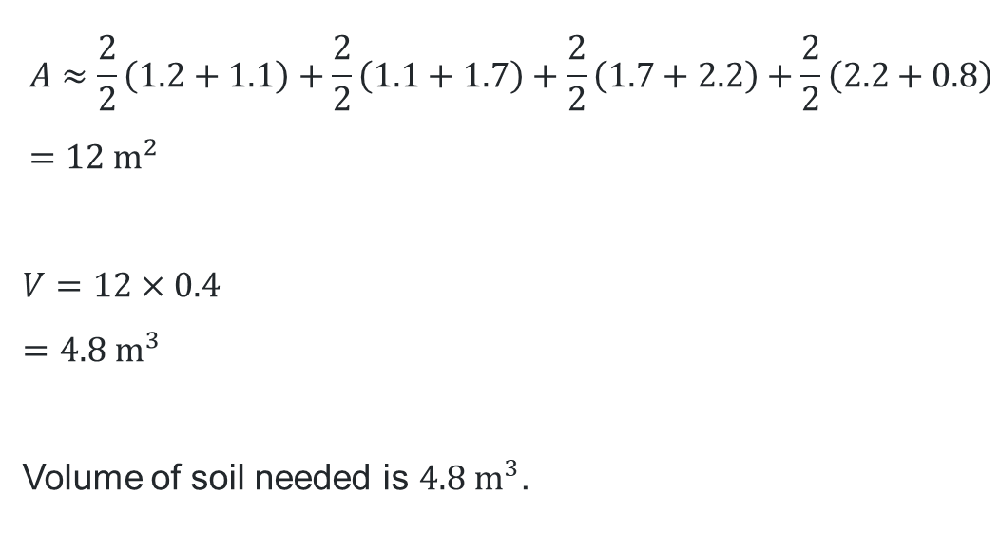 A ≈ 2/2 (1.2 + 1.1) + 2/2 (1.1 + 1.7) + 2/2 (1.7 + 2.2) + 2/2 (2.2 + 0.8)
= 12 m²
V = 12 × 0.4
= 4.8 m³
Volume of soil needed is 4.8 m³.